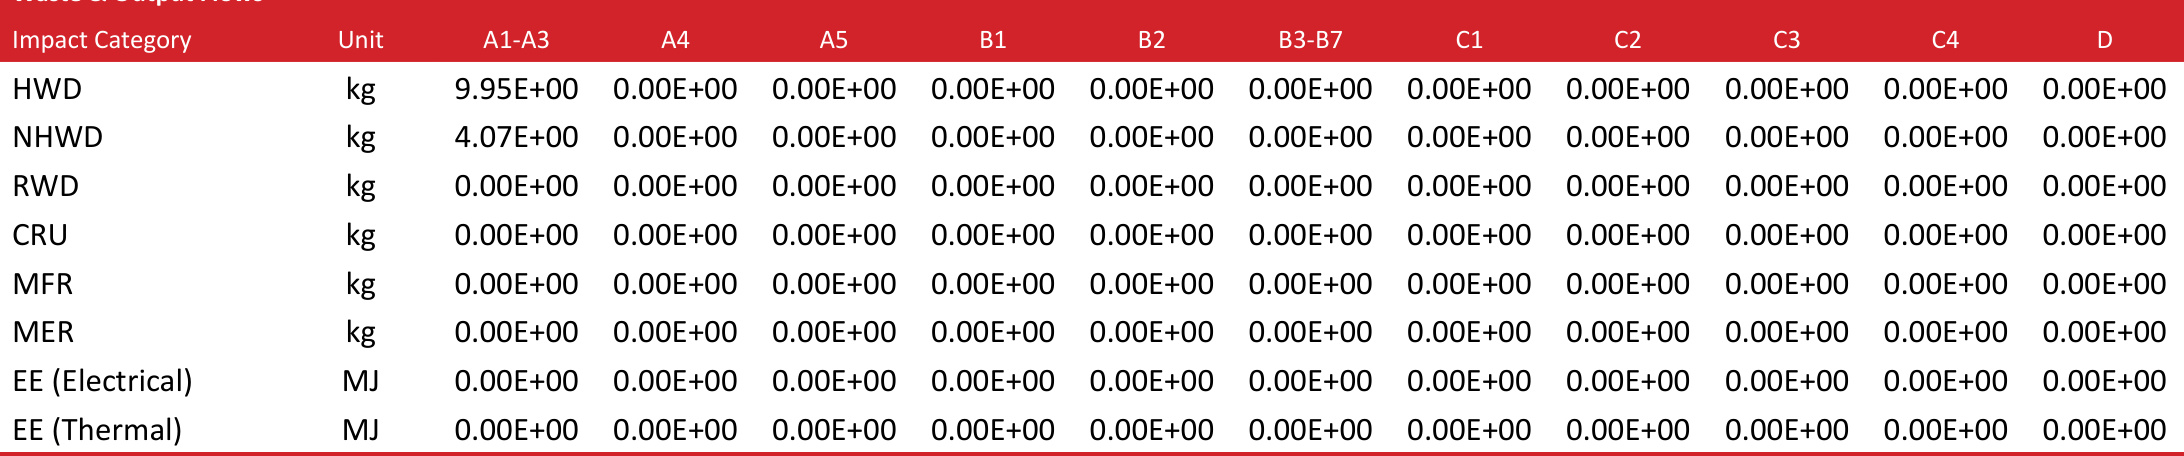 Waste & Output Flows
Impact Category Unit A1-A3 A4 A5 B1 B2 B3-B7 C1 C2 C3 C4 D
HWD kg 9.95E+00 0.00E+00 0.00E+00 0.00E+00 0.00E+00 0.00E+00 0.00E+00 0.00E+00 0.00E+00 0.00E+00 0.00E+00
NHWD kg 4.07E+00 0.00E+00 0.00E+00 0.00E+00 0.00E+00 0.00E+00 0.00E+00 0.00E+00 0.00E+00 0.00E+00 0.00E+00
RWD kg 0.00E+00 0.00E+00 0.00E+00 0.00E+00 0.00E+00 0.00E+00 0.00E+00 0.00E+00 0.00E+00 0.00E+00 0.00E+00
CRU kg 0.00E+00 0.00E+00 0.00E+00 0.00E+00 0.00E+00 0.00E+00 0.00E+00 0.00E+00 0.00E+00 0.00E+00 0.00E+00
MFR kg 0.00E+00 0.00E+00 0.00E+00 0.00E+00 0.00E+00 0.00E+00 0.00E+00 0.00E+00 0.00E+00 0.00E+00 0.00E+00
MER kg 0.00E+00 0.00E+00 0.00E+00 0.00E+00 0.00E+00 0.00E+00 0.00E+00 0.00E+00 0.00E+00 0.00E+00 0.00E+00
EE (Electrical) MJ 0.00E+00 0.00E+00 0.00E+00 0.00E+00 0.00E+00 0.00E+00 0.00E+00 0.00E+00 0.00E+00 0.00E+00 0.00E+00
EE (Thermal) MJ 0.00E+00 0.00E+00 0.00E+00 0.00E+00 0.00E+00 0.00E+00 0.00E+00 0.00E+00 0.00E+00 0.00E+00 0.00E+00